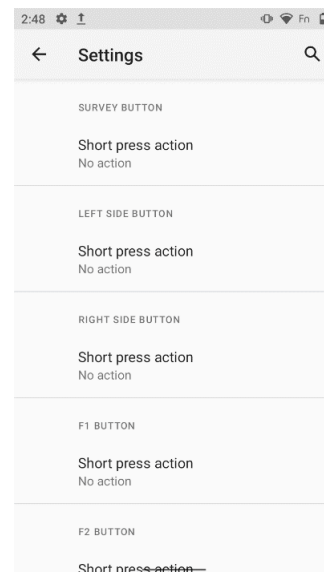 2:48 Fn
Settings
SURVEY BUTTON
Short press action
No action
LEFT SIDE BUTTON
Short press action
No action
RIGHT SIDE BUTTON
Short press action
No action
F1 BUTTON
Short press action
No action
F2 BUTTON
Short press action